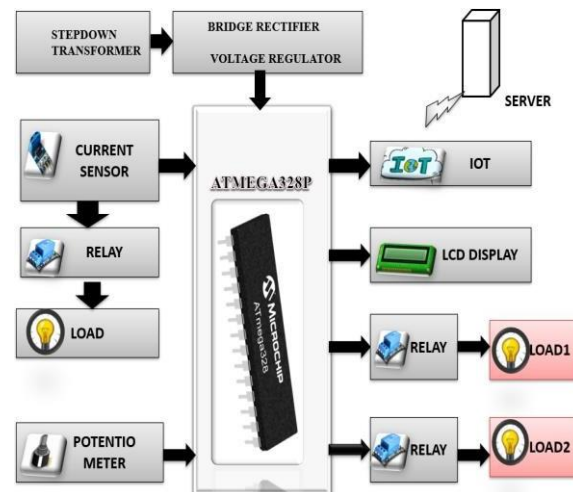 STEPDOWN
TRANSFORMER
BRIDGE RECTIFIER
VOLTAGE REGULATOR
SERVER
CURRENT
SENSOR
ATMEGA328P
IOT
IOT
RELAY
LCD DISPLAY
LOAD
MICROCHIP
ATmega328
RELAY
LOAD1
POTENTIO
METER
RELAY
LOAD2